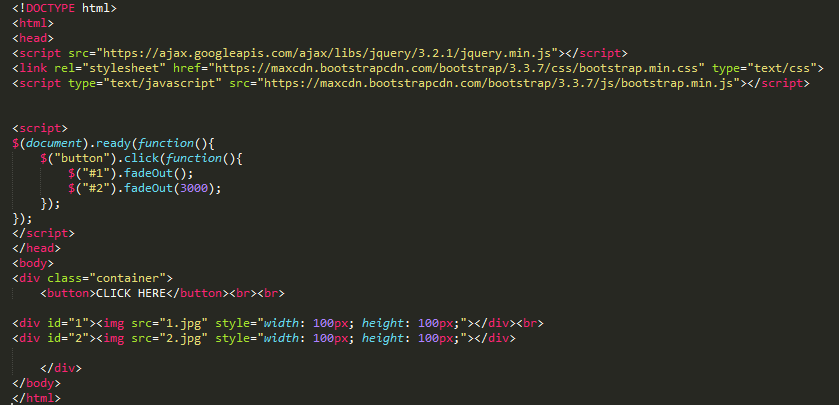 <!DOCTYPE html>
<html>
<head>
<script src="https://ajax.googleapis.com/ajax/libs/jquery/3.2.1/jquery.min.js"></script>
<link rel="stylesheet" href="https://maxcdn.bootstrapcdn.com/bootstrap/3.3.7/css/bootstrap.min.css" type="text/css">
<script type="text/javascript" src="https://maxcdn.bootstrapcdn.com/bootstrap/3.3.7/js/bootstrap.min.js"></script>
<script>
$(document).ready(function(){
    $("button").click(function(){
        $("#1").fadeOut();
        $("#2").fadeOut(3000);
    });
});
</script>
</head>
<body>
<div class="container">
    <button>CLICK HERE</button><br><br>
<div id="1"><img src="1.jpg" style="width: 100px; height: 100px;"></div><br>
<div id="2"><img src="2.jpg" style="width: 100px; height: 100px;"></div>
    </div>
</body>
</html>